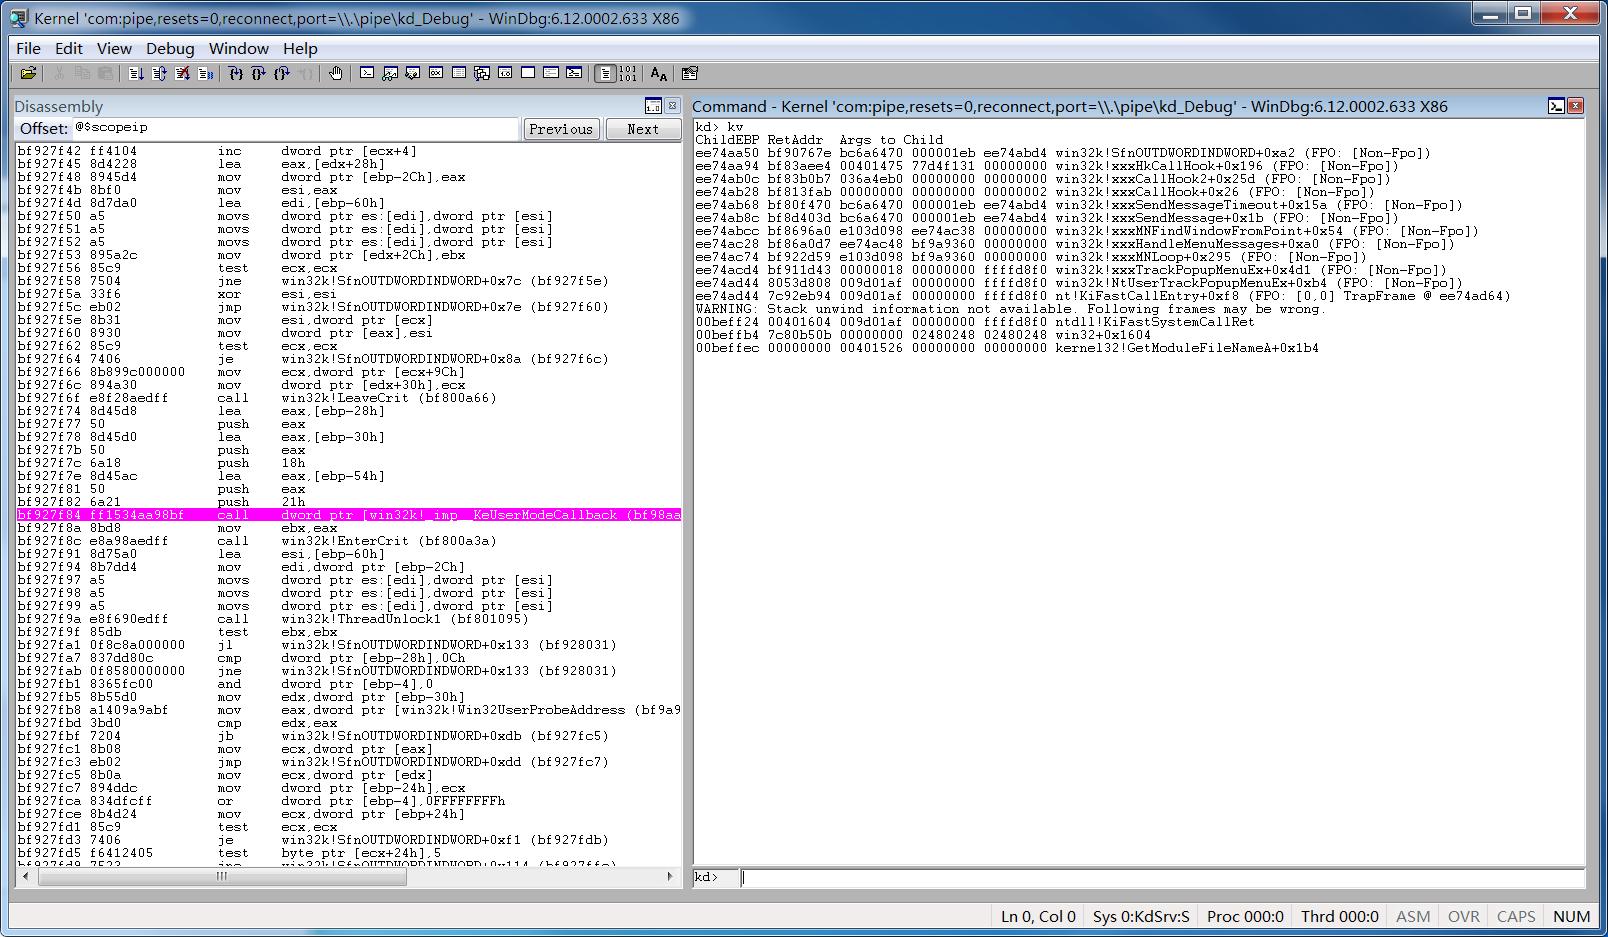 Kernel 'com:pipe,resets=0,reconnect,port=\\.\pipe\kd_Debug' - WinDbg:6.12.0002.633 X86
File Edit View Debug Window Help
Disassembly
Offset: @$scopeip Previous Next
bf927f42 ff4104 inc dword ptr [ecx+4]
bf927f45 8d4228 lea eax,[edx+28h]
bf927f48 8945d4 mov dword ptr [ebp-2Ch],eax
bf927f4b 8bf0 mov esi,eax
bf927f4d 8d7da0 lea edi,[ebp-60h]
bf927f50 a5 movs dword ptr es:[edi],dword ptr [esi]
bf927f51 a5 movs dword ptr es:[edi],dword ptr [esi]
bf927f52 a5 movs dword ptr es:[edi],dword ptr [esi]
bf927f53 895a2c mov dword ptr [edx+2Ch],ebx
bf927f56 85c9 test ecx,ecx
bf927f58 7504 jne win32k!SfnOUTDWORDINDWORD+0x7c (bf927f5e)
bf927f5a 33f6 xor esi,esi
bf927f5c eb02 jmp win32k!SfnOUTDWORDINDWORD+0x7e (bf927f60)
bf927f5e 8b31 mov esi,dword ptr [ecx]
bf927f60 8930 mov dword ptr [eax],esi
bf927f62 85c9 test ecx,ecx
bf927f64 7406 je win32k!SfnOUTDWORDINDWORD+0x8a (bf927f6c)
bf927f66 8b899c000000 mov ecx,dword ptr [ecx+9Ch]
bf927f6c 894a30 mov dword ptr [edx+30h],ecx
bf927f6f e8f28aedff call win32k!LeaveCrit (bf800a66)
bf927f74 8d45d8 lea eax,[ebp-28h]
bf927f77 50 push eax
bf927f78 8d45d0 lea eax,[ebp-30h]
bf927f7b 50 push eax
bf927f7c 6a18 push 18h
bf927f7e 8d45ac lea eax,[ebp-54h]
bf927f81 50 push eax
bf927f82 6a21 push 21h
bf927f84 ff1534aa98bf call dword ptr [win32k!_imp__KeUserModeCallback (bf98aa
bf927f8a 8bd8 mov ebx,eax
bf927f8c e8a98aedff call win32k!EnterCrit (bf800a3a)
bf927f91 8d75a0 lea esi,[ebp-60h]
bf927f94 8b7dd4 mov edi,dword ptr [ebp-2Ch]
bf927f97 a5 movs dword ptr es:[edi],dword ptr [esi]
bf927f98 a5 movs dword ptr es:[edi],dword ptr [esi]
bf927f99 a5 movs dword ptr es:[edi],dword ptr [esi]
bf927f9a e8f690edff call win32k!ThreadUnlock1 (bf801095)
bf927f9f 85db test ebx,ebx
bf927fa1 0f8c8a000000 jl win32k!SfnOUTDWORDINDWORD+0x133 (bf928031)
bf927fa7 837dd80c cmp dword ptr [ebp-28h],0Ch
bf927fab 0f8580000000 jne win32k!SfnOUTDWORDINDWORD+0x133 (bf928031)
bf927fb1 8365fc00 and dword ptr [ebp-4],0
bf927fb5 8b55d0 mov edx,dword ptr [ebp-30h]
bf927fb8 a1409a9abf mov eax,dword ptr [win32k!Win32UserProbeAddress (bf9a9
bf927fbd 3bd0 cmp edx,eax
bf927fbf 7204 jb win32k!SfnOUTDWORDINDWORD+0xdb (bf927fc5)
bf927fc1 8b08 mov ecx,dword ptr [eax]
bf927fc3 eb02 jmp win32k!SfnOUTDWORDINDWORD+0xdd (bf927fc7)
bf927fc5 8b0a mov ecx,dword ptr [edx]
bf927fc7 894ddc mov dword ptr [ebp-24h],ecx
bf927fca 834dfcff or dword ptr [ebp-4],0FFFFFFFFh
bf927fce 8b4d24 mov ecx,dword ptr [ebp+24h]
bf927fd1 85c9 test ecx,ecx
bf927fd3 7406 je win32k!SfnOUTDWORDINDWORD+0xf1 (bf927fdb)
bf927fd5 f6412405 test byte ptr [ecx+24h],5
Command - Kernel 'com:pipe,resets=0,reconnect,port=\\.\pipe\kd_Debug' - WinDbg:6.12.0002.633 X86
kd> kv
ChildEBP RetAddr Args to Child
ee74aa50 bf90767e bc6a6470 000001eb ee74abd4 win32k!SfnOUTDWORDINDWORD+0xa2 (FPO: [Non-Fpo])
ee74aa94 bf83aee4 00401475 77d4f131 00000000 win32k!xxxHkCallHook+0x196 (FPO: [Non-Fpo])
ee74ab0c bf83b0b7 036a4eb0 00000000 00000000 win32k!xxxCallHook2+0x25d (FPO: [Non-Fpo])
ee74ab28 bf813fab 00000000 00000000 00000002 win32k!xxxCallHook+0x26 (FPO: [Non-Fpo])
ee74ab68 bf80f470 bc6a6470 000001eb ee74abd4 win32k!xxxSendMessageTimeout+0x15a (FPO: [Non-Fpo])
ee74ab8c bf8d403d bc6a6470 000001eb ee74abd4 win32k!xxxSendMessage+0x1b (FPO: [Non-Fpo])
ee74abcc bf8696a0 e103d098 ee74ac38 00000000 win32k!xxxMNFindWindowFromPoint+0x54 (FPO: [Non-Fpo])
ee74ac28 bf86a0d7 ee74ac48 bf9a9360 00000000 win32k!xxxHandleMenuMessages+0xa0 (FPO: [Non-Fpo])
ee74ac74 bf922d59 e103d098 bf9a9360 00000000 win32k!xxxMNLoop+0x295 (FPO: [Non-Fpo])
ee74acd4 bf911d43 00000018 00000000 ffffd8f0 win32k!xxxTrackPopupMenuEx+0x4d1 (FPO: [Non-Fpo])
ee74ad44 8053d808 009d01af 00000000 ffffd8f0 win32k!NtUserTrackPopupMenuEx+0xb4 (FPO: [Non-Fpo])
ee74ad44 7c92eb94 009d01af 00000000 ffffd8f0 nt!KiFastCallEntry+0xf8 (FPO: [0,0] TrapFrame @ ee74ad64)
WARNING: Stack unwind information not available. Following frames may be wrong.
00beff24 00401604 009d01af 00000000 ffffd8f0 ntdll!KiFastSystemCallRet
00beffb4 7c80b50b 00000000 02480248 02480248 win32+0x1604
00beffec 00000000 00401526 00000000 00000000 kernel32!GetModuleFileNameA+0x1b4
kd>
Ln 0, Col 0 Sys 0:KdSrv:S Proc 000:0 Thrd 000:0 ASM OVR CAPS NUM